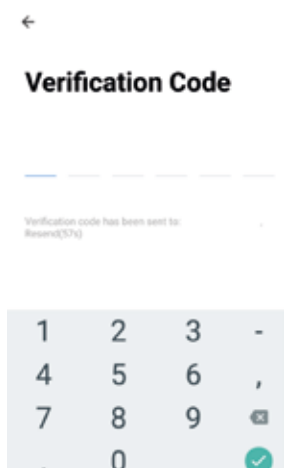 Verification Code
Verification code has been sent to:
Resend(57s)
1 2 3 -
4 5 6 ,
7 8 9
. 0